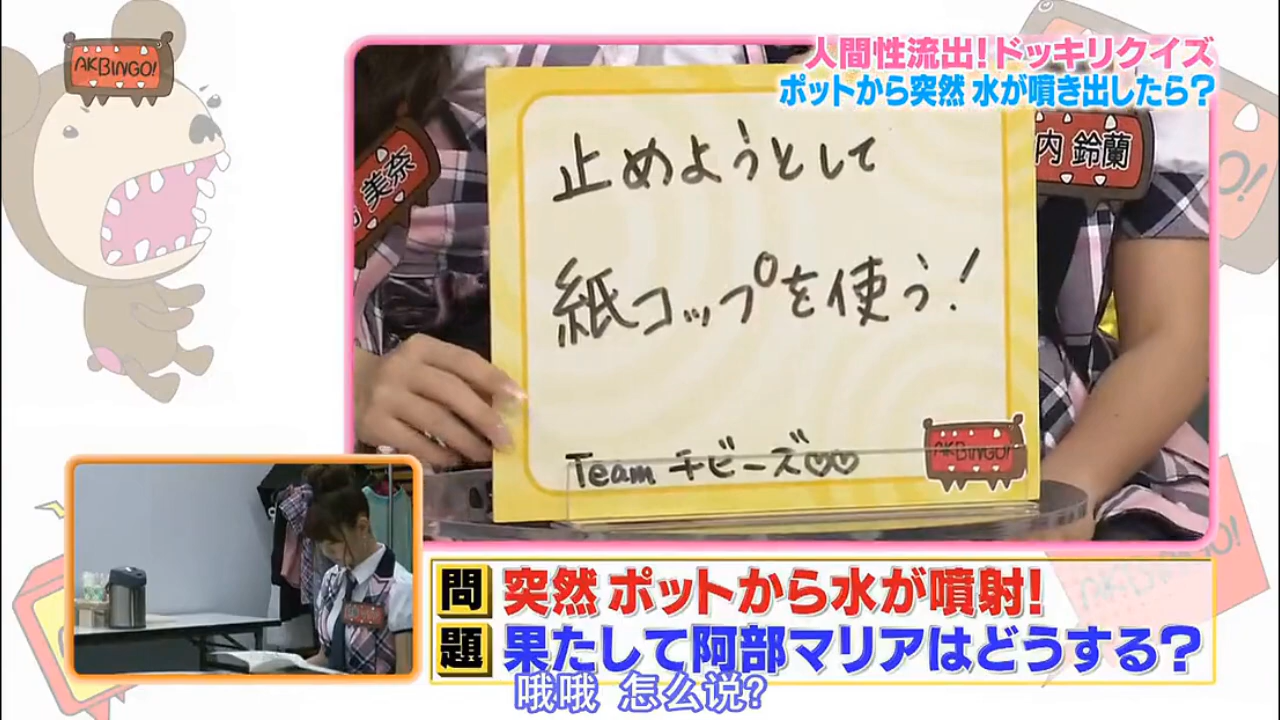 AKBINGO!
人間性流出!ドッキリクイズ
ポットから突然 水が噴き出したら?
美奈
内 鈴蘭
止めようとして
紙コップを使う!
Team チビーズ♡♡
AKBINGO!
問題
突然 ポットから水が噴射!
果たして阿部マリアはどうする?
哦哦 怎么说?